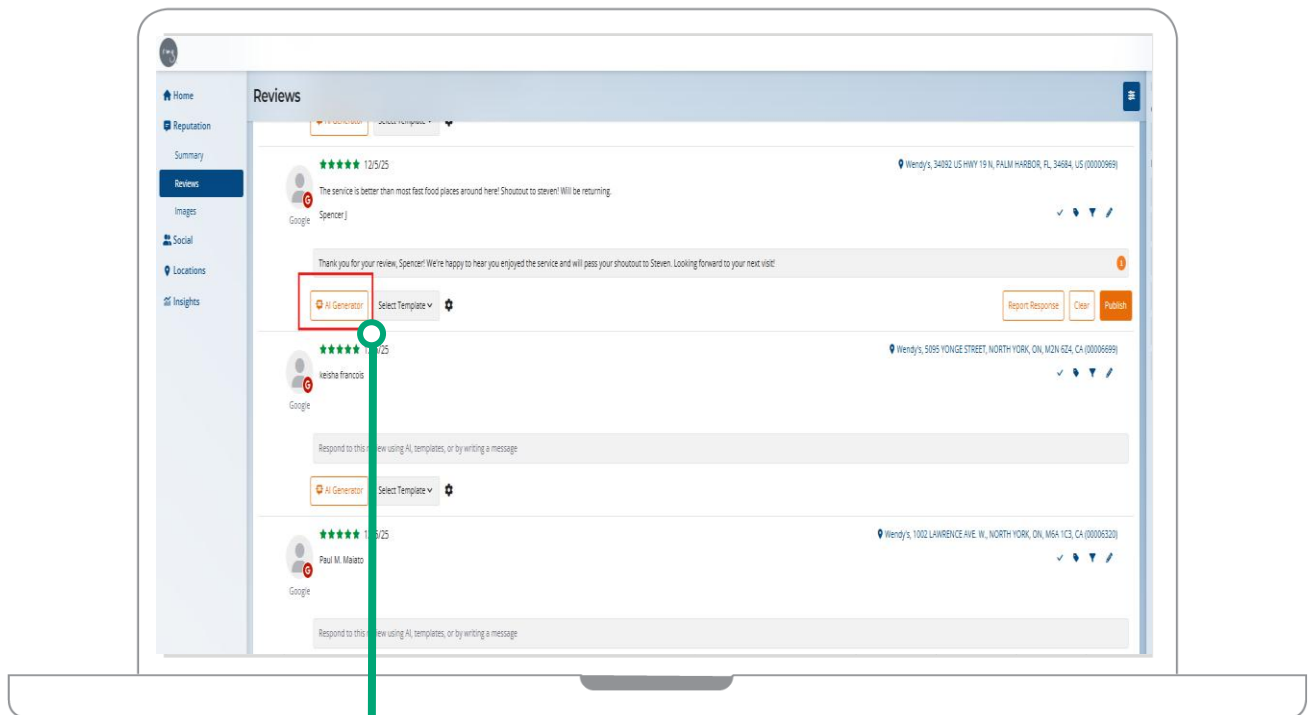 Home
Reviews
Reputation
AI Generator Select Template
Summary
12/5/25
Wendy's, 34092 US HWY 19 N, PALM HARBOR, FL, 34684, US (00000969)
Reviews
The service is better than most fast food places around here! Shoutout to steven! Will be returning.
Images
Google
Spencer J
Social
Locations
Thank you for your review, Spencer! We're happy to hear you enjoyed the service and will pass your shoutout to Steven. Looking forward to your next visit!
Insights
AI Generator
Select Template
Report Response
Clear
Publish
Wendy's, 5095 YONGE STREET, NORTH YORK, ON, M2N 6Z4, CA (00006699)
keisha francois
Google
Respond to this review using AI, templates, or by writing a message
AI Generator
Select Template
Wendy's, 1002 LAWRENCE AVE. W., NORTH YORK, ON, M6A 1C3, CA (00006320)
Paul M. Maiato
Google
Respond to this review using AI, templates, or by writing a message